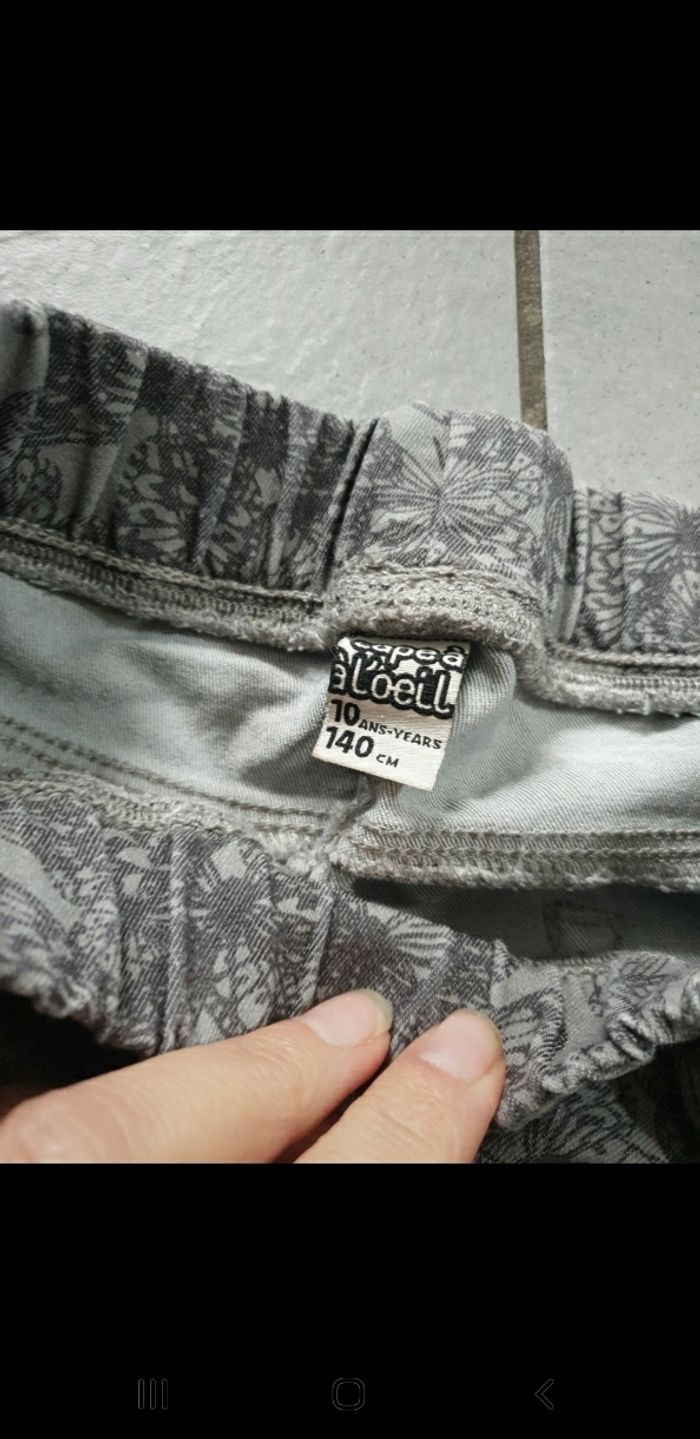 à L'oeil
10 ANS-YEARS
140 CM